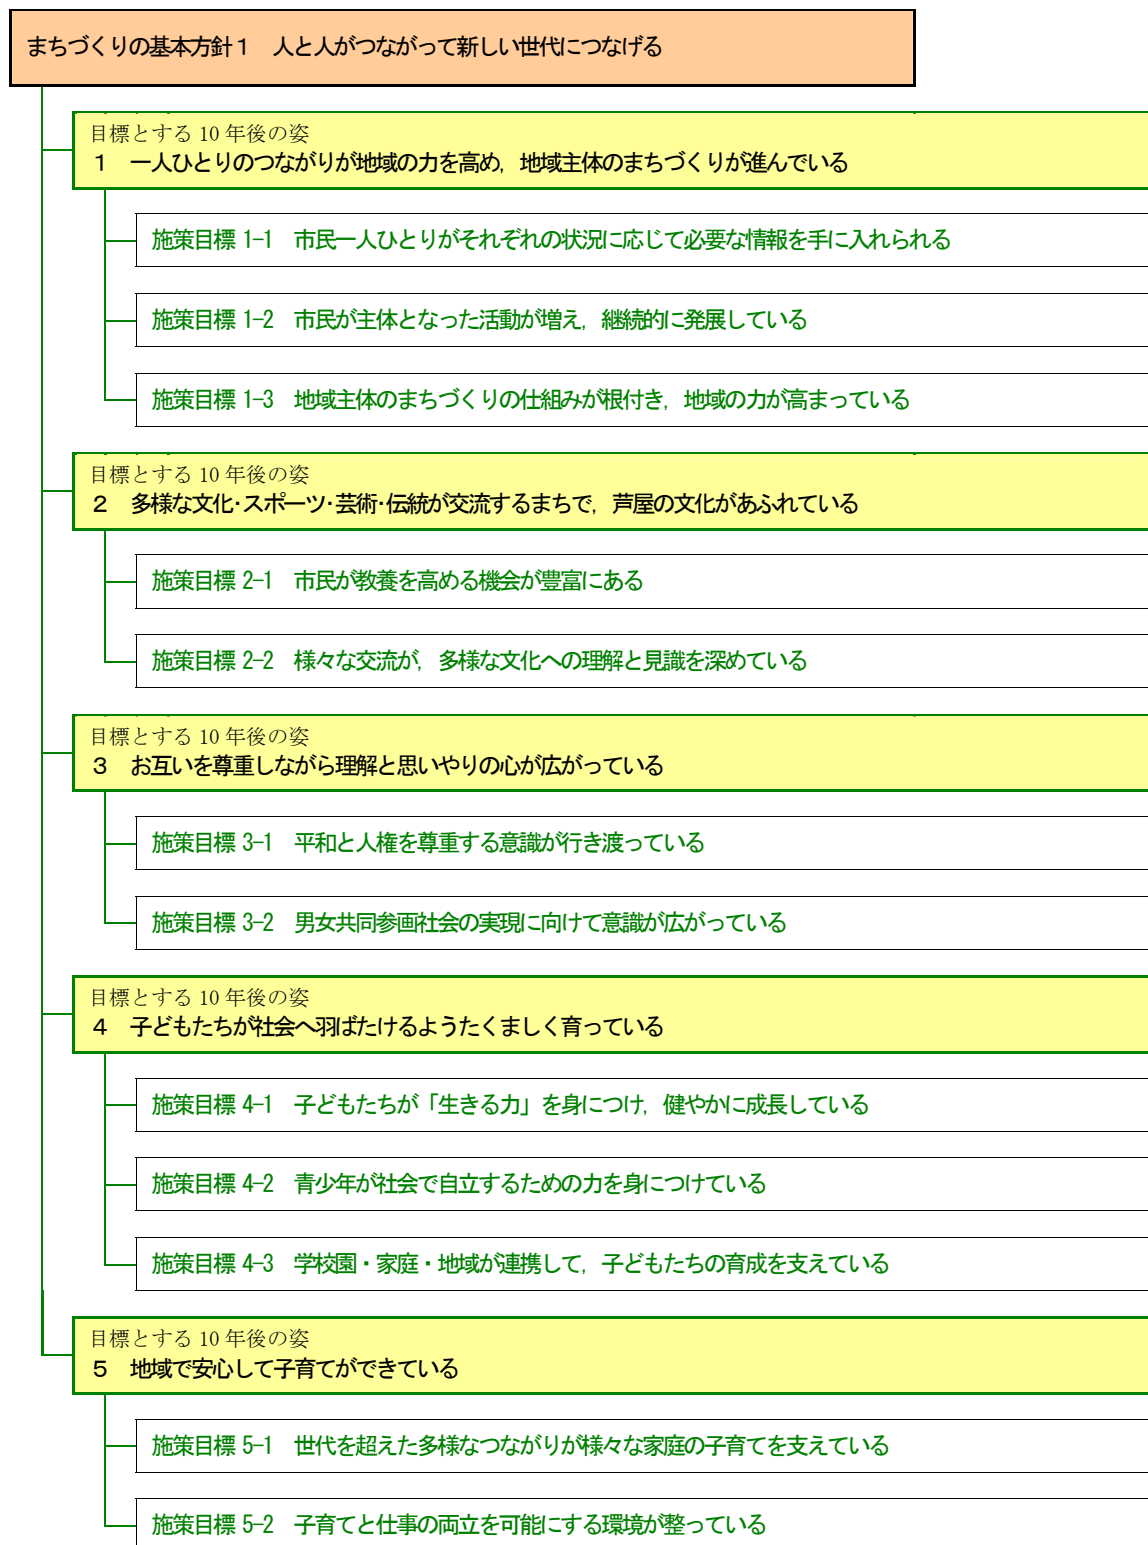 まちづくりの基本方針1　人と人がつながって新しい世代につなげる
目標とする 10 年後の姿
1　一人ひとりのつながりが地域の力を高め，地域主体のまちづくりが進んでいる
施策目標 1-1　市民一人ひとりがそれぞれの状況に応じて必要な情報を手に入れられる
施策目標 1-2　市民が主体となった活動が増え，継続的に発展している
施策目標 1-3　地域主体のまちづくりの仕組みが根付き，地域の力が高まっている
目標とする 10 年後の姿
2　多様な文化・スポーツ・芸術・伝統が交流するまちで，芦屋の文化があふれている
施策目標 2-1　市民が教養を高める機会が豊富にある
施策目標 2-2　様々な交流が，多様な文化への理解と見識を深めている
目標とする 10 年後の姿
3　お互いを尊重しながら理解と思いやりの心が広がっている
施策目標 3-1　平和と人権を尊重する意識が行き渡っている
施策目標 3-2　男女共同参画社会の実現に向けて意識が広がっている
目標とする 10 年後の姿
4　子どもたちが社会へ羽ばたけるようたくましく育っている
施策目標 4-1　子どもたちが「生きる力」を身につけ，健やかに成長している
施策目標 4-2　青少年が社会で自立するための力を身につけている
施策目標 4-3　学校園・家庭・地域が連携して，子どもたちの育成を支えている
目標とする 10 年後の姿
5　地域で安心して子育てができている
施策目標 5-1　世代を超えた多様なつながりが様々な家庭の子育てを支えている
施策目標 5-2　子育てと仕事の両立を可能にする環境が整っている